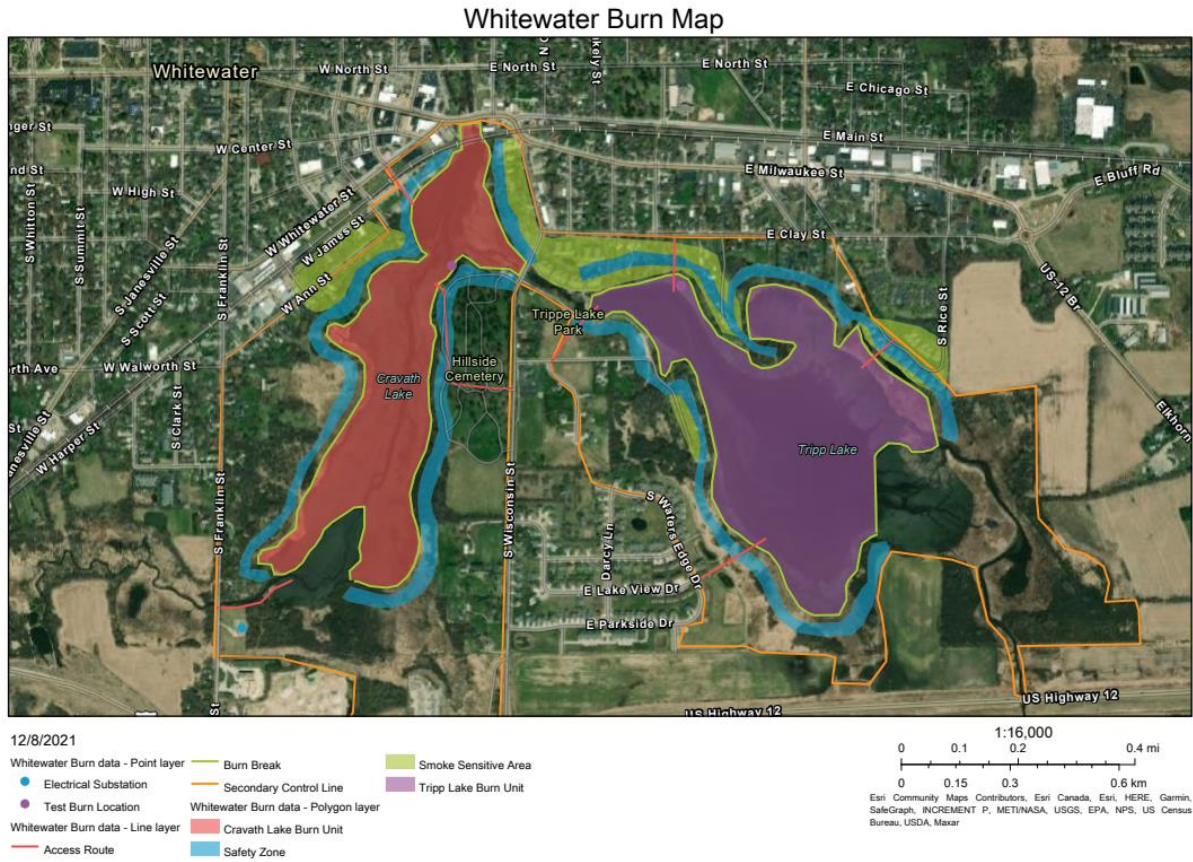 Whitewater Burn Map
Whitewater
W North St
E North St
E North St
E Chicago St
W Center St
E Main St
E Milwaukee St
E Bluff Rd
W High St
S Whitton St
S Summit St
W Whitewater St
W James St
W Ann St
S Franklin St
S Janesville St
S Scott St
E Clay St
US-12 Br
S Rice St
Trippe Lake
Park
W Walworth St
Hillside
Cemetery
Cravath
Lake
S Clark St
W Harper St
Elkhorn
Tripp Lake
S Franklin St
S Wisconsin St
S Waters Edge Dr
Darcy Ln
E Lake View Dr
E Parkside Dr
US Highway 12
US Highway 12
12/8/2021
Whitewater Burn data - Point layer
Electrical Substation
Test Burn Location
Whitewater Burn data - Line layer
Access Route
Burn Break
Secondary Control Line
Whitewater Burn data - Polygon layer
Cravath Lake Burn Unit
Safety Zone
Smoke Sensitive Area
Tripp Lake Burn Unit
1:16,000
0 0.1 0.2 0.4 mi
0 0.15 0.3 0.6 km
Esri Community Maps Contributors, Esri Canada, Esri, HERE, Garmin,
SafeGraph, INCREMENT P, METI/NASA, USGS, EPA, NPS, US Census
Bureau, USDA, Maxar